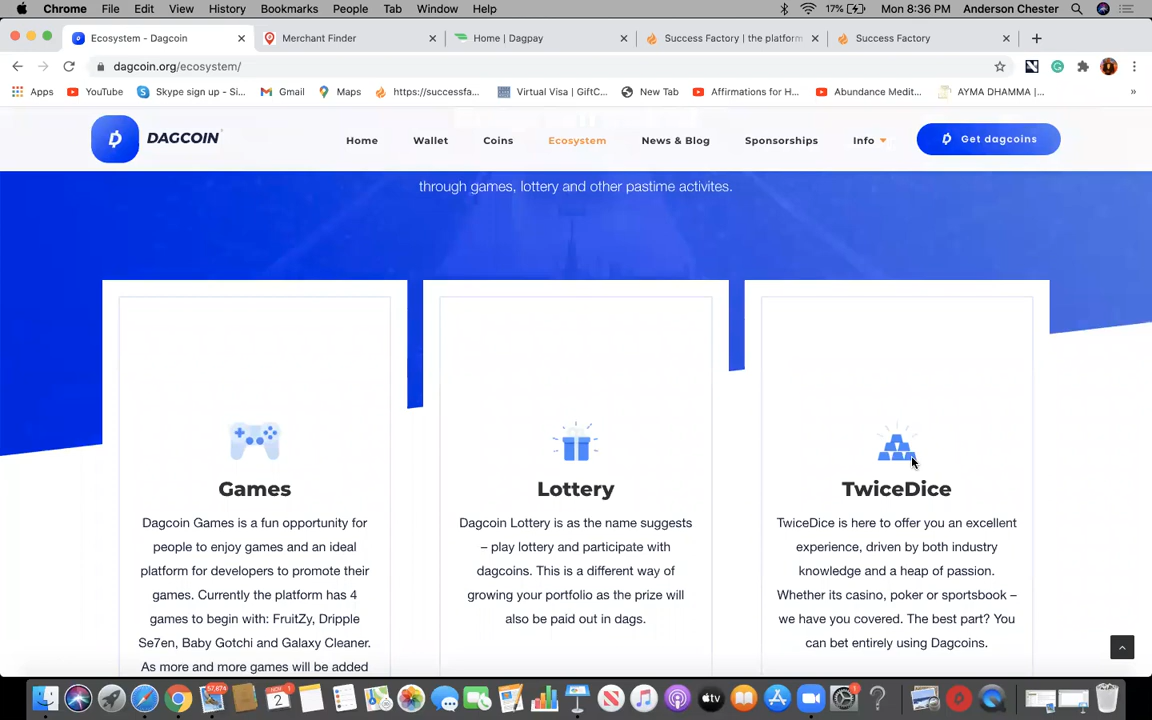 Chrome File Edit View History Bookmarks People Tab Window Help 17% Mon 8:36 PM Anderson Chester
Ecosystem - Dagcoin Merchant Finder Home | Dagpay Success Factory | the platform Success Factory
dagcoin.org/ecosystem/
Apps YouTube Skype sign up - Si... Gmail Maps https://successfa... Virtual Visa | GiftC... New Tab Affirmations for H... Abundance Medit... AYMA DHAMMA |... »
DAGCOIN Home Wallet Coins Ecosystem News & Blog Sponsorships Info Get dagcoins
through games, lottery and other pastime activites.
Games
Dagcoin Games is a fun opportunity for
people to enjoy games and an ideal
platform for developers to promote their
games. Currently the platform has 4
games to begin with: FruitZy, Dripple
Se7en, Baby Gotchi and Galaxy Cleaner.
As more and more games will be added
Lottery
Dagcoin Lottery is as the name suggests
– play lottery and participate with
dagcoins. This is a different way of
growing your portfolio as the prize will
also be paid out in dags.
TwiceDice
TwiceDice is here to offer you an excellent
experience, driven by both industry
knowledge and a heap of passion.
Whether its casino, poker or sportsbook –
we have you covered. The best part? You
can bet entirely using Dagcoins.
57,874 NOV 2 1 tv 1